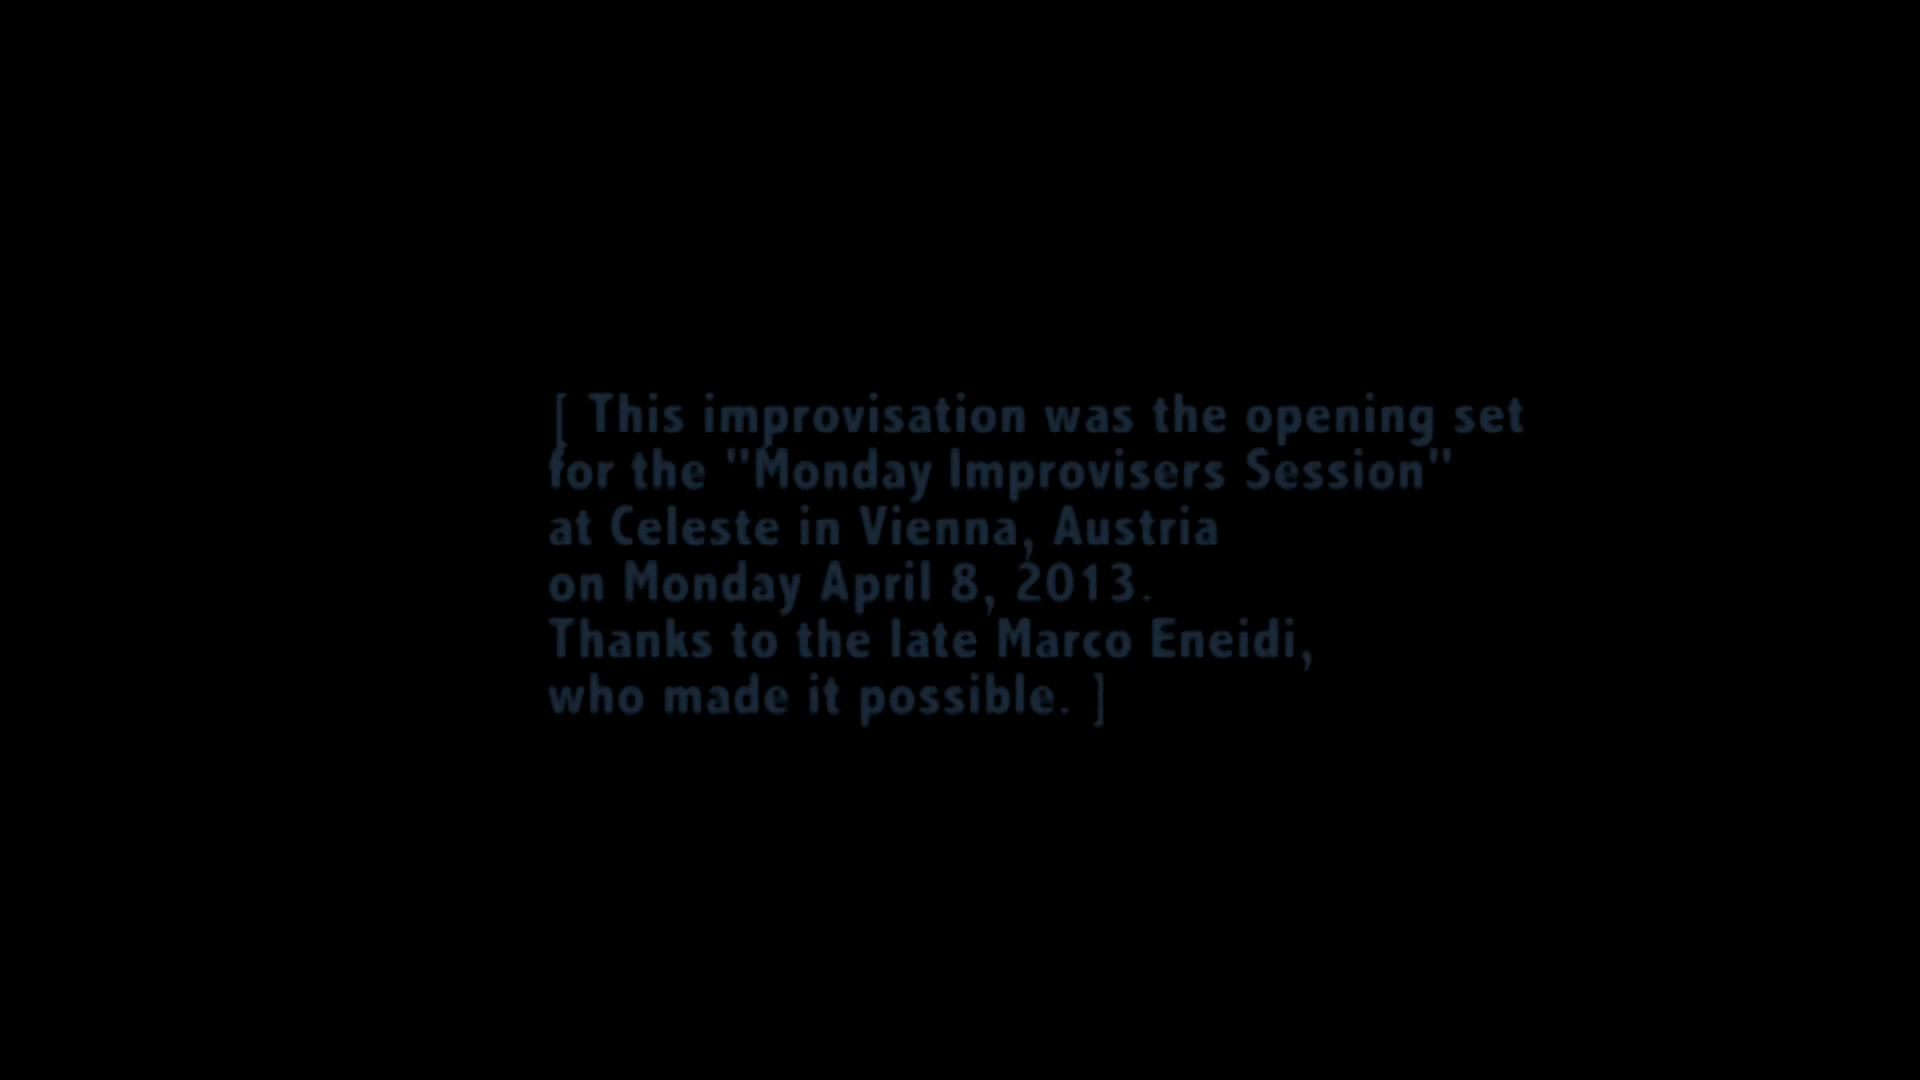 [ This improvisation was the opening set
for the "Monday Improvisers Session"
at Celeste in Vienna, Austria
on Monday April 8, 2013.
Thanks to the late Marco Eneidi,
who made it possible. ]